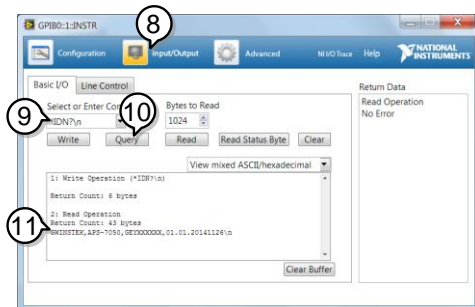 GPIB0::1::INSTR
8
Configuration Input/Output Advanced NI I/O Trace Help NATIONAL INSTRUMENTS
Basic I/O Line Control
Return Data
Select or Enter Co
10
Bytes to Read
Read Operation
No Error
9
*IDN?\n
1024
Write Query Read Read Status Byte Clear
View mixed ASCII/hexadecimal
1: Write Operation (*IDN?\n)
Return Count: 6 bytes
2: Read Operation
Return Count: 43 bytes
11
GWINSTEK,APS-7050,GEYXXXXXX,01.01.20141126\n
Clear Buffer